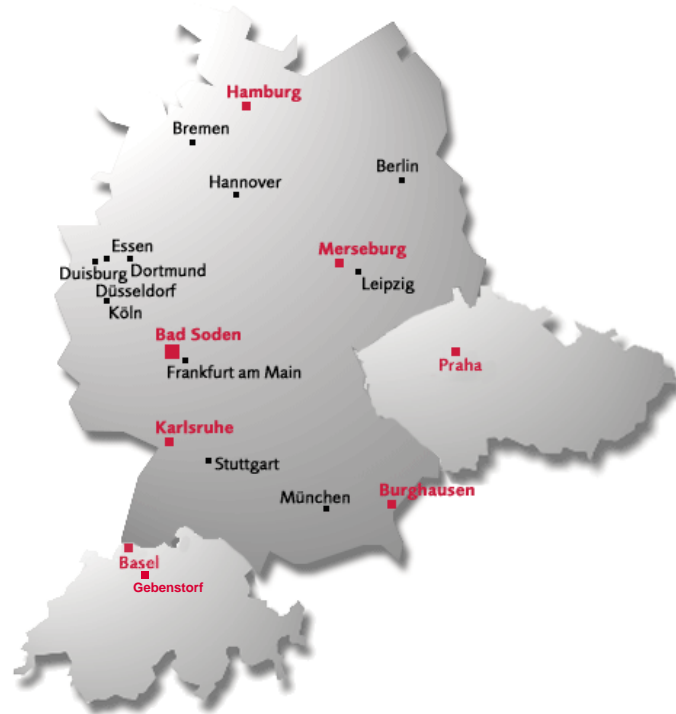 Hamburg
Bremen
Berlin
Hannover
Essen
Merseburg
Duisburg
Dortmund
Leipzig
Düsseldorf
Köln
Bad Soden
Praha
Frankfurt am Main
Karlsruhe
Stuttgart
München
Burghausen
Basel
Gebenstorf